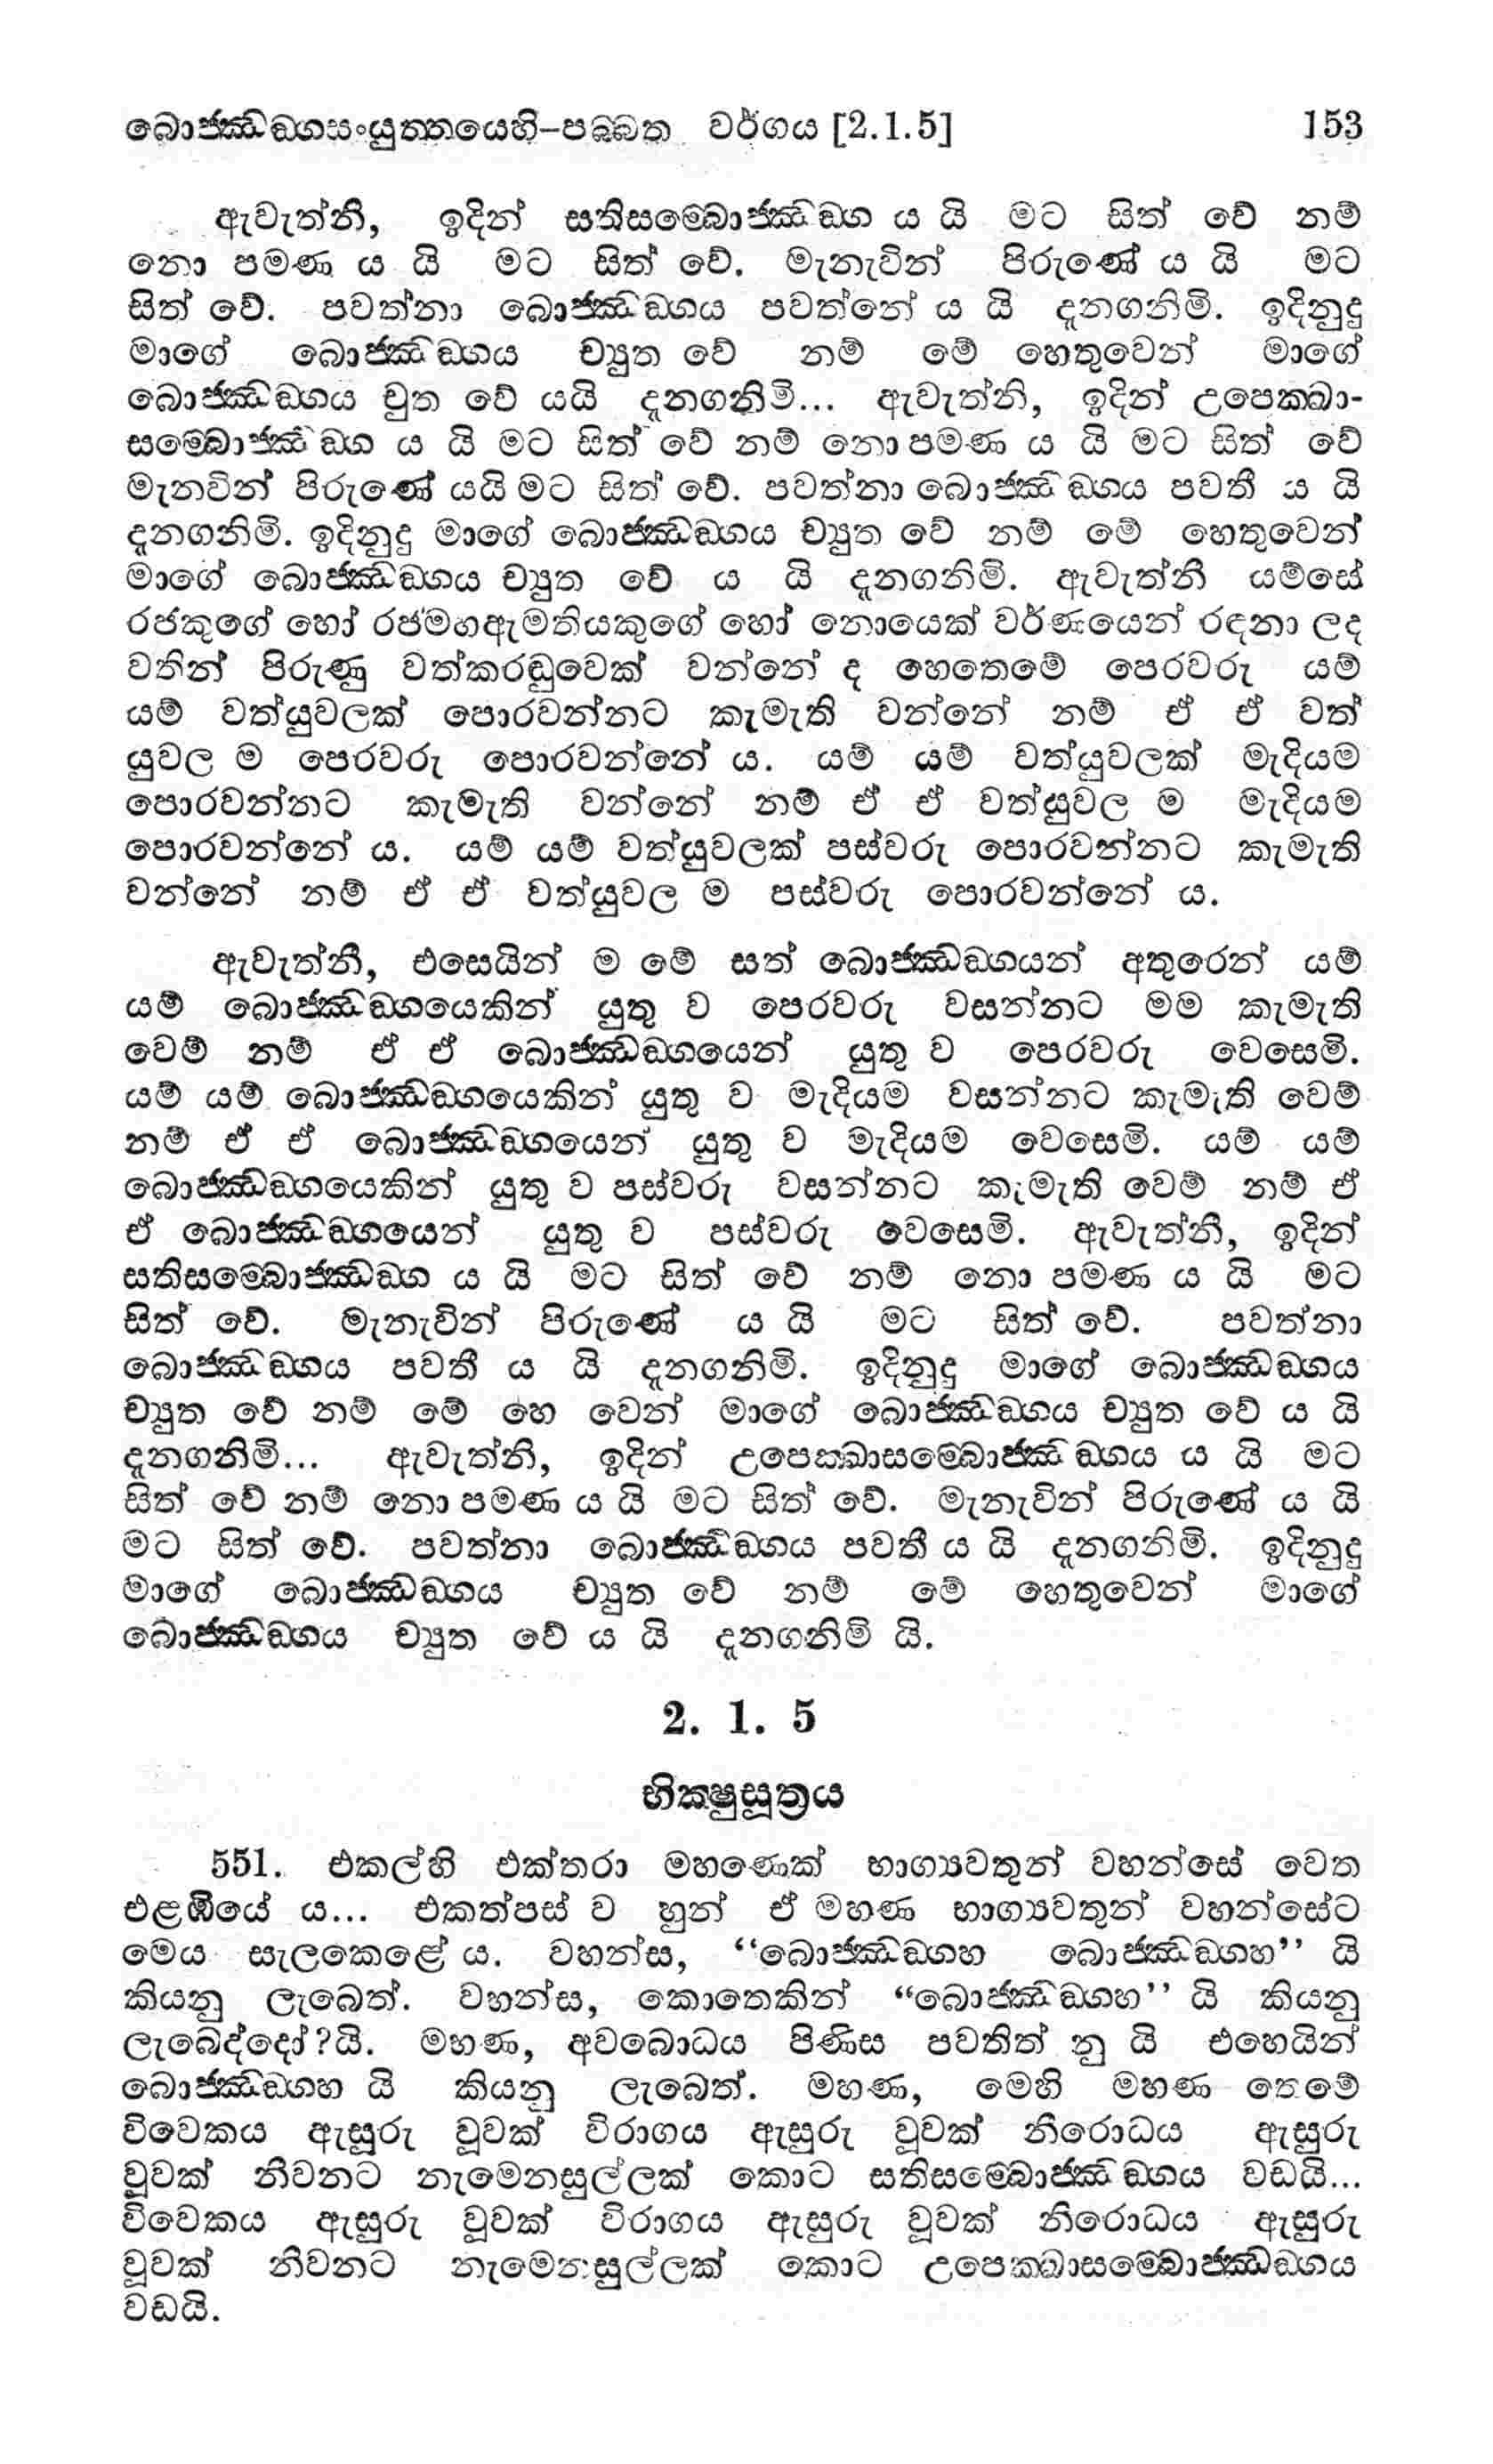 බොජ්ඣඞ්ගසංයුත්තයෙහි–පබ්බත වර්ගය [2.1.5] 153
ඇවැත්නි, ඉදින් සතිසම්බොජ්ඣඞ්ග ය යි මට සිත් වේ නම්
නො පමණ ය යි මට සිත් වේ. මැනැවින් පිරුණේ ය යි මට
සිත් වේ. පවත්නා බොජ්ඣඞ්ගය පවත්නේ ය යි දැනගනිමි. ඉදිනුදු
මාගේ බොජ්ඣඞ්ගය ච්‍යුත වේ නම් මේ හෙතුවෙන් මාගේ
බොජ්ඣඞ්ගය චුත වේ යයි දැනගනිමි... ඇවැත්නි, ඉදින් උපෙක්ඛා-
සම්බොජ්ඣඞ්ග ය යි මට සිත් වේ නම් නො පමණ ය යි මට සිත් වේ
මැනවින් පිරුණේ යයි මට සිත් වේ. පවත්නා බොජ්ඣඞ්ගය පවතී ය යි
දැනගනිමි. ඉදිනුදු මාගේ බොජ්ඣඞ්ගය ච්‍යුත වේ නම් මේ හෙතුවෙන්
මාගේ බොජ්ඣඞ්ගය ච්‍යුත වේ ය යි දැනගනිමි. ඇවැත්නී යම්සේ
රජකුගේ හෝ රජමහඇමතියකුගේ හෝ නොයෙක් වර්ණයෙන් රඳනා ලද
වතින් පිරුණු වත්කරඬුවෙක් වන්නේ ද හෙතෙමේ පෙරවරු යම්
යම් වත්යුවලක් පොරවන්නට කැමැති වන්නේ නම් ඒ ඒ වත්
යුවල ම පෙරවරු පොරවන්නේ ය. යම් යම් වත්යුවලක් මැදියම
පොරවන්නට කැමැති වන්නේ නම් ඒ ඒ වත්යුවල ම මැදියම
පොරවන්නේ ය. යම් යම් වත්යුවලක් පස්වරු පොරවන්නට කැමැති
වන්නේ නම් ඒ ඒ වත්යුවල ම පස්වරු පොරවන්නේ ය.
ඇවැත්නී, එසෙයින් ම මේ සත් බොජ්ඣඞ්ගයන් අතුරෙන් යම්
යම් බොජ්ඣඞ්ගයෙකින් යුතු ව පෙරවරු වසන්නට මම කැමැති
වෙම් නම් ඒ ඒ බොජ්ඣඞ්ගයෙන් යුතු ව පෙරවරු වෙසෙමි.
යම් යම් බොජ්ඣඞ්ගයෙකින් යුතු ව මැදියම වසන්නට කැමැති වෙම්
නම් ඒ ඒ බොජ්ඣඞ්ගයෙන් යුතු ව මැදියම වෙසෙමි. යම් යම්
බොජ්ඣඞ්ගයෙකින් යුතු ව පස්වරු වසන්නට කැමැති වෙම් නම් ඒ
ඒ බොජ්ඣඞ්ගයෙන් යුතු ව පස්වරු වෙසෙමි. ඇවැත්නී, ඉදින්
සතිසම්බොජ්ඣඞ්ග ය යි මට සිත් වේ නම් නො පමණ ය යි මට
සිත් වේ. මැනැවින් පිරුණේ ය යි මට සිත් වේ. පවත්නා
බොජ්ඣඞ්ගය පවතී ය යි දැනගනිමි. ඉදිනුදු මාගේ බොජ්ඣඞ්ගය
ච්‍යුත වේ නම් මේ හෙ වෙන් මාගේ බොජ්ඣඞ්ගය ච්‍යුත වේ ය යි
දැනගනිමි... ඇවැත්නි, ඉදින් උපෙක්ඛාසම්බොජ්ඣඞ්ගය ය යි මට
සිත් වේ නම් නො පමණ ය යි මට සිත් වේ. මැනැවින් පිරුණේ ය යි
මට සිත් වේ. පවත්නා බොජ්ඣඞ්ගය පවතී ය යි දැනගනිමි. ඉදිනුදු
මාගේ බොජ්ඣඞ්ගය ච්‍යුත වේ නම් මේ හෙතුවෙන් මාගේ
බොජ්ඣඞ්ගය ච්‍යුත වේ ය යි දැනගනිමි යි.
2. 1. 5
භික්ෂුසූත්‍රය
551. එකල්හි එක්තරා මහණෙක් භාග්‍යවතුන් වහන්සේ වෙත
එළඹියේ ය... එකත්පස් ව හුන් ඒ මහණ භාග්‍යවතුන් වහන්සේට
මෙය සැලකෙළේ ය. වහන්ස, “බොජ්ඣඞ්ගහ බොජ්ඣඞ්ගහ” යි
කියනු ලැබෙත්. වහන්ස, කොතෙකින් “බොජ්ඣඞ්ගහ” යි කියනු
ලැබෙද්දෝ?යි. මහණ, අවබොධය පිණිස පවතිත් නු යි එහෙයින්
බොජ්ඣඞ්ගහ යි කියනු ලැබෙත්. මහණ, මෙහි මහණ තෙමේ
විවෙකය ඇසූරු වූවක් විරාගය ඇසුරු වූවක් නිරොධය ඇසුරු
වූවක් නිවනට නැමෙනසුල්ලක් කොට සතිසම්බොජ්ඣඞ්ගය වඩයි...
විවෙකය ඇසුරු වූවක් විරාගය ඇසුරු වූවක් නිරොධය ඇසුරු
වූවක් නිවනට නැමෙනසුල්ලක් කොට උපෙක්ඛාසම්බොජ්ඣඞ්ගය
වඩයි.